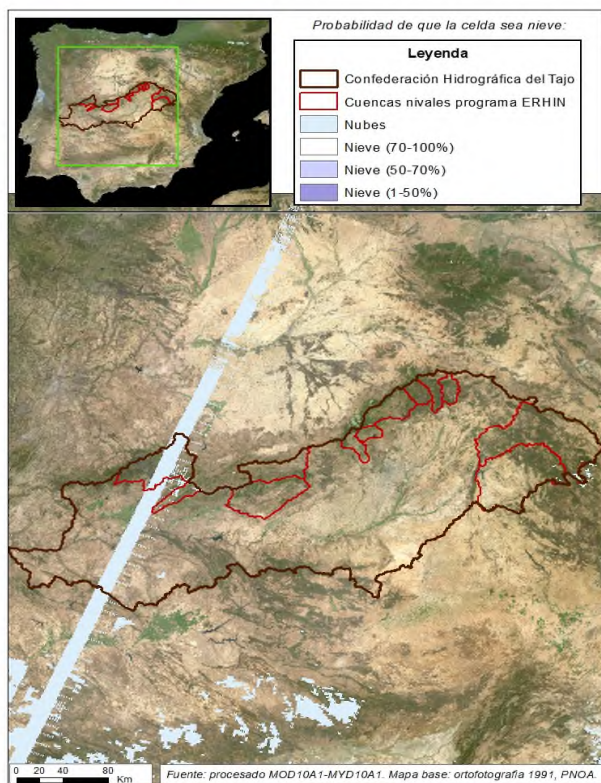 Probabilidad de que la celda sea nieve:
Leyenda
Confederación Hidrográfica del Tajo
Cuencas nivales programa ERHIN
Nubes
Nieve (70-100%)
Nieve (50-70%)
Nieve (1-50%)
0 20 40 80
Km
Fuente: procesado MOD10A1-MYD10A1. Mapa base: ortofotografía 1991, PNOA.